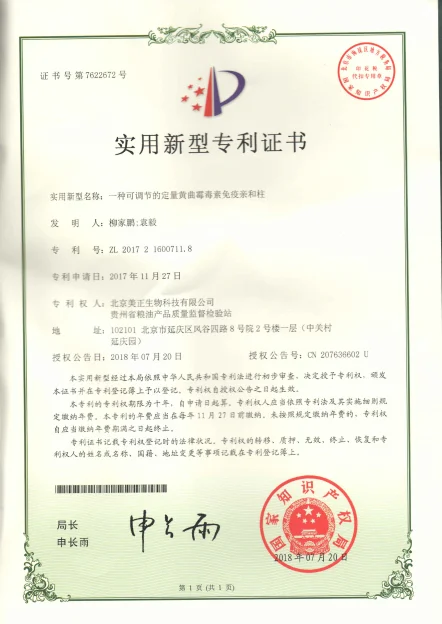 证书号第7622672号
实用新型专利证书
实用新型名称：一种可调节的定量黄曲霉毒素免疫亲和柱
发明人：柳家鹏;袁毅
专利号：ZL 2017 2 1600711.8
专利申请日：2017年11月27日
专利权人：北京美正生物科技有限公司
贵州省粮油产品质量监督检验站
地址：102101 北京市延庆区风谷四路8号院2号楼一层（中关村
延庆园）
授权公告日：2018年07月20日 授权公告号：CN 207636602 U
本实用新型经过本局依照中华人民共和国专利法进行初步审查，决定授予专利权，颁发
本证书并在专利登记簿上予以登记。专利权自授权公告之日起生效。
本专利的专利权期限为十年，自申请日起算。专利权人应当依照专利法及其实施细则规
定缴纳年费。本专利的年费应当在每年11月27日前缴纳。未按照规定缴纳年费的，专利权
自应当缴纳年费期满之日起终止。
专利证书记载专利权登记时的法律状况。专利权的转移、质押、无效、终止、恢复和专
利权人的姓名或名称、国籍、地址变更等事项记载在专利登记簿上。
局长
申长雨
申长雨
国家知识产权局
2018年07月20日
第1页（共1页）